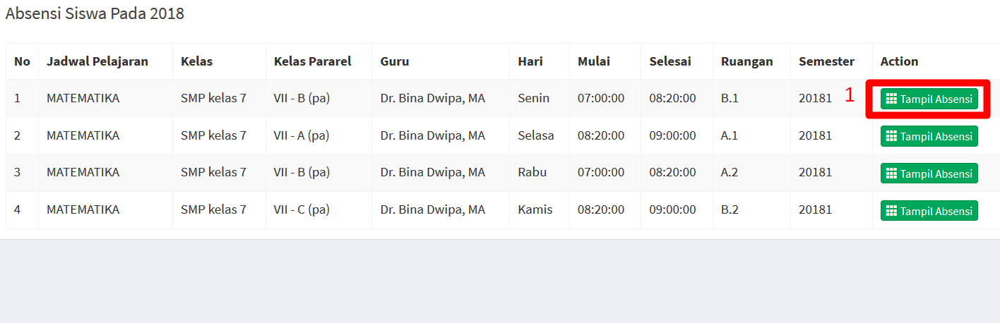 Absensi Siswa Pada 2018
No Jadwal Pelajaran Kelas Kelas Pararel Guru Hari Mulai Selesai Ruangan Semester Action
1 MATEMATIKA SMP kelas 7 VII - B (pa) Dr. Bina Dwipa, MA Senin 07:00:00 08:20:00 B.1 20181 1 Tampil Absensi
2 MATEMATIKA SMP kelas 7 VII - A (pa) Dr. Bina Dwipa, MA Selasa 08:20:00 09:00:00 A.1 20181 Tampil Absensi
3 MATEMATIKA SMP kelas 7 VII - B (pa) Dr. Bina Dwipa, MA Rabu 07:00:00 08:20:00 A.2 20181 Tampil Absensi
4 MATEMATIKA SMP kelas 7 VII - C (pa) Dr. Bina Dwipa, MA Kamis 08:20:00 09:00:00 B.2 20181 Tampil Absensi